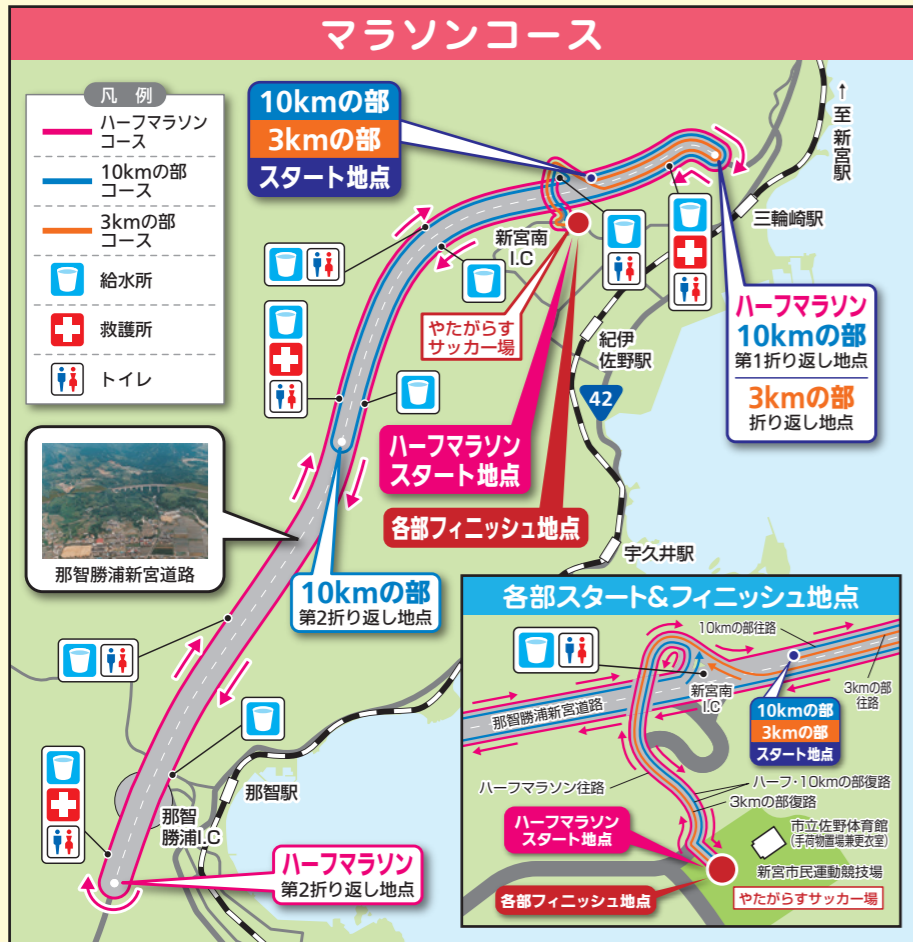 マラソンコース
凡 例
ハーフマラソン
コース
10kmの部
コース
3kmの部
コース
給水所
救護所
トイレ
10kmの部
3kmの部
スタート地点
↑至 新宮駅
三輪崎駅
新宮南
I.C
やたがらす
サッカー場
紀伊
佐野駅
42
ハーフマラソン
10kmの部
第1折り返し地点
3kmの部
折り返し地点
ハーフマラソン
スタート地点
各部フィニッシュ地点
宇久井駅
那智勝浦新宮道路
10kmの部
第2折り返し地点
那智駅
那智
勝浦I.C
ハーフマラソン
第2折り返し地点
各部スタート&フィニッシュ地点
10kmの部往路
3kmの部
往路
新宮南
I.C
那智勝浦新宮道路
10kmの部
3kmの部
スタート地点
ハーフマラソン往路
ハーフ・10kmの部復路
3kmの部復路
ハーフマラソン
スタート地点
市立佐野体育館
(手荷物置場兼更衣室)
新宮市民運動競技場
各部フィニッシュ地点
やたがらすサッカー場